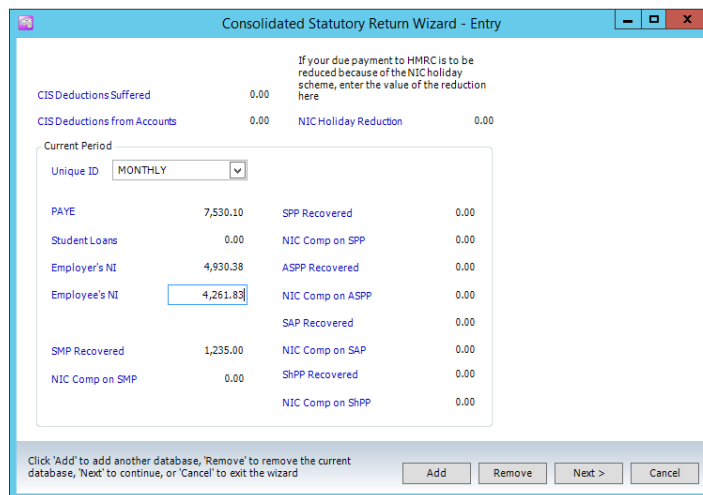 Consolidated Statutory Return Wizard - Entry
If your due payment to HMRC is to be
reduced because of the NIC holiday
scheme, enter the value of the reduction
here
CIS Deductions Suffered 0.00
CIS Deductions from Accounts 0.00 NIC Holiday Reduction 0.00
Current Period
Unique ID MONTHLY
PAYE 7,530.10 SPP Recovered 0.00
Student Loans 0.00 NIC Comp on SPP 0.00
Employer's NI 4,930.38 ASPP Recovered 0.00
Employee's NI 4,261.83 NIC Comp on ASPP 0.00
SAP Recovered 0.00
SMP Recovered 1,235.00 NIC Comp on SAP 0.00
NIC Comp on SMP 0.00 ShPP Recovered 0.00
NIC Comp on ShPP 0.00
Click 'Add' to add another database, 'Remove' to remove the current
database, 'Next' to continue, or 'Cancel' to exit the wizard
Add Remove Next > Cancel